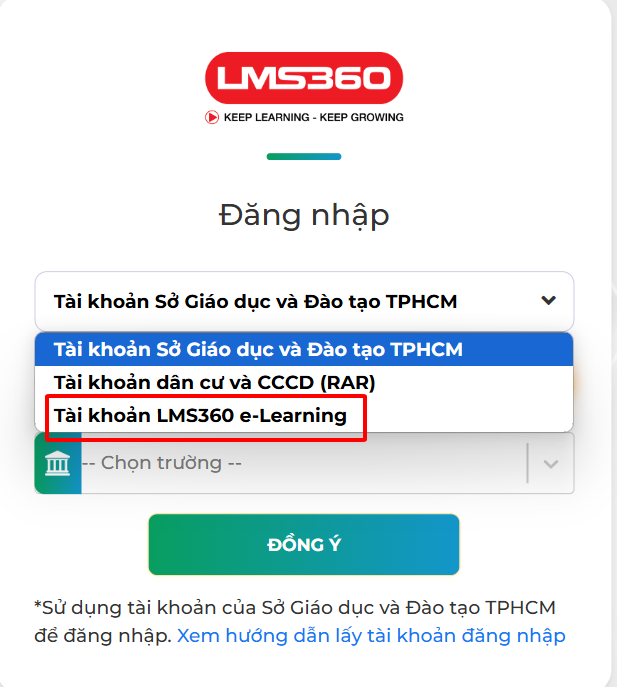 LMS360
KEEP LEARNING - KEEP GROWING
Đăng nhập
Tài khoản Sở Giáo dục và Đào tạo TPHCM
Tài khoản Sở Giáo dục và Đào tạo TPHCM
Tài khoản dân cư và CCCD (RAR)
Tài khoản LMS360 e-Learning
-- Chọn trường --
ĐỒNG Ý
*Sử dụng tài khoản của Sở Giáo dục và Đào tạo TPHCM
để đăng nhập. Xem hướng dẫn lấy tài khoản đăng nhập